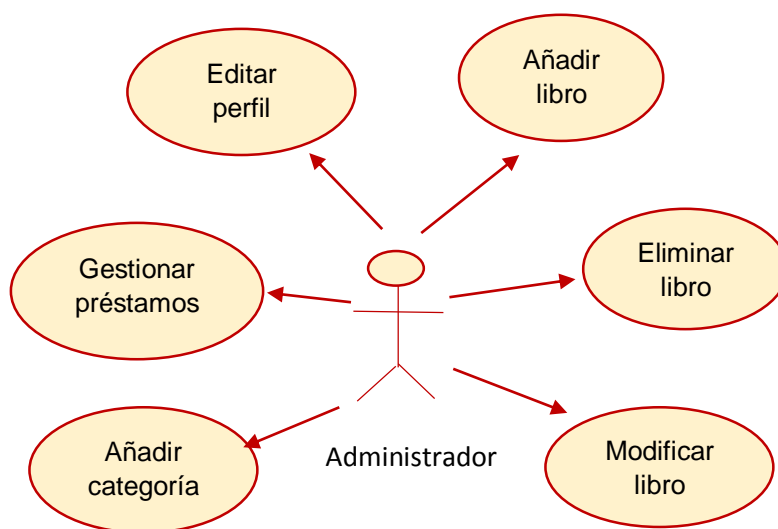 Editar
perfil
Añadir
libro
Gestionar
préstamos
Eliminar
libro
Añadir
categoría
Administrador
Modificar
libro